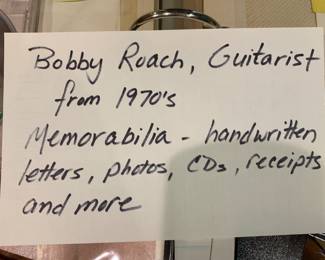 Bobby Roach, Guitarist
from 1970's
Memorabilia - handwritten
letters, photos, CDs, receipts
and more